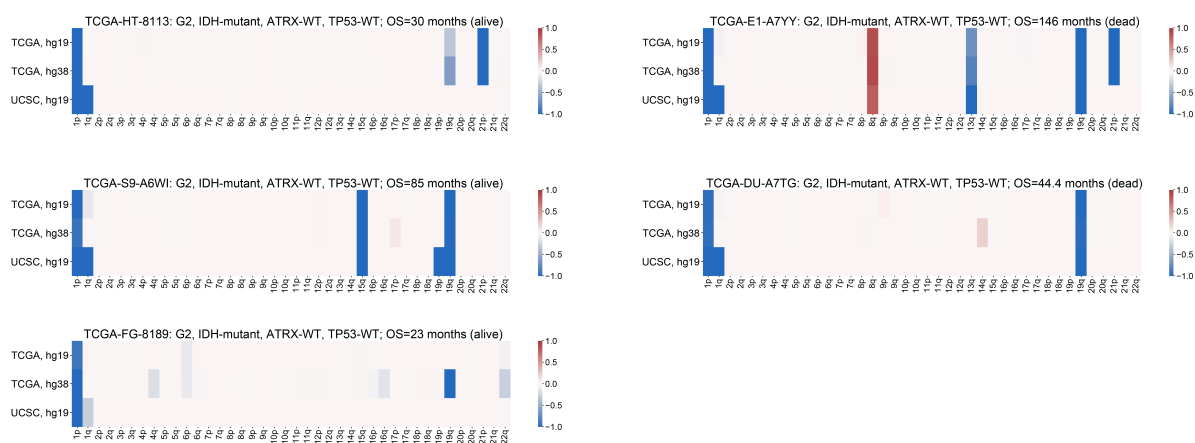 TCGA-HT-8113: G2, IDH-mutant, ATRX-WT, TP53-WT; OS=30 months (alive)
TCGA, hg19
TCGA, hg38
UCSC, hg19
1p 1q 2p 2q 3p 3q 4p 4q 5p 5q 6p 6q 7p 7q 8p 8q 9p 9q 10p 10q 11p 11q 12p 12q 13q 14q 15q 16p 16q 17p 17q 18p 18q 19p 19q 20p 20q 21p 21q 22q
1.0
0.5
0.0
−0.5
−1.0
TCGA-E1-A7YY: G2, IDH-mutant, ATRX-WT, TP53-WT; OS=146 months (dead)
TCGA, hg19
TCGA, hg38
UCSC, hg19
1p 1q 2p 2q 3p 3q 4p 4q 5p 5q 6p 6q 7p 7q 8p 8q 9p 9q 10p 10q 11p 11q 12p 12q 13q 14q 15q 16p 16q 17p 17q 18p 18q 19p 19q 20p 20q 21p 21q 22q
1.0
0.5
0.0
−0.5
−1.0
TCGA-S9-A6WI: G2, IDH-mutant, ATRX-WT, TP53-WT; OS=85 months (alive)
TCGA, hg19
TCGA, hg38
UCSC, hg19
1p 1q 2p 2q 3p 3q 4p 4q 5p 5q 6p 6q 7p 7q 8p 8q 9p 9q 10p 10q 11p 11q 12p 12q 13q 14q 15q 16p 16q 17p 17q 18p 18q 19p 19q 20p 20q 21p 21q 22q
1.0
0.5
0.0
−0.5
−1.0
TCGA-DU-A7TG: G2, IDH-mutant, ATRX-WT, TP53-WT; OS=44.4 months (dead)
TCGA, hg19
TCGA, hg38
UCSC, hg19
1p 1q 2p 2q 3p 3q 4p 4q 5p 5q 6p 6q 7p 7q 8p 8q 9p 9q 10p 10q 11p 11q 12p 12q 13q 14q 15q 16p 16q 17p 17q 18p 18q 19p 19q 20p 20q 21p 21q 22q
1.0
0.5
0.0
−0.5
−1.0
TCGA-FG-8189: G2, IDH-mutant, ATRX-WT, TP53-WT; OS=23 months (alive)
TCGA, hg19
TCGA, hg38
UCSC, hg19
1p 1q 2p 2q 3p 3q 4p 4q 5p 5q 6p 6q 7p 7q 8p 8q 9p 9q 10p 10q 11p 11q 12p 12q 13q 14q 15q 16p 16q 17p 17q 18p 18q 19p 19q 20p 20q 21p 21q 22q
1.0
0.5
0.0
−0.5
−1.0